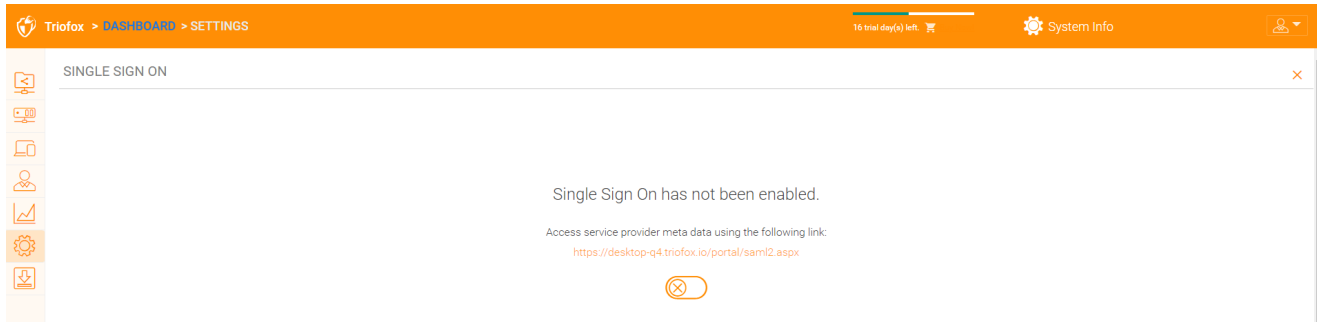 Triofox > DASHBOARD > SETTINGS
16 trial day(s) left.
System Info
SINGLE SIGN ON
Single Sign On has not been enabled.
Access service provider meta data using the following link:
https://desktop-q4.triofox.io/portal/saml2.aspx